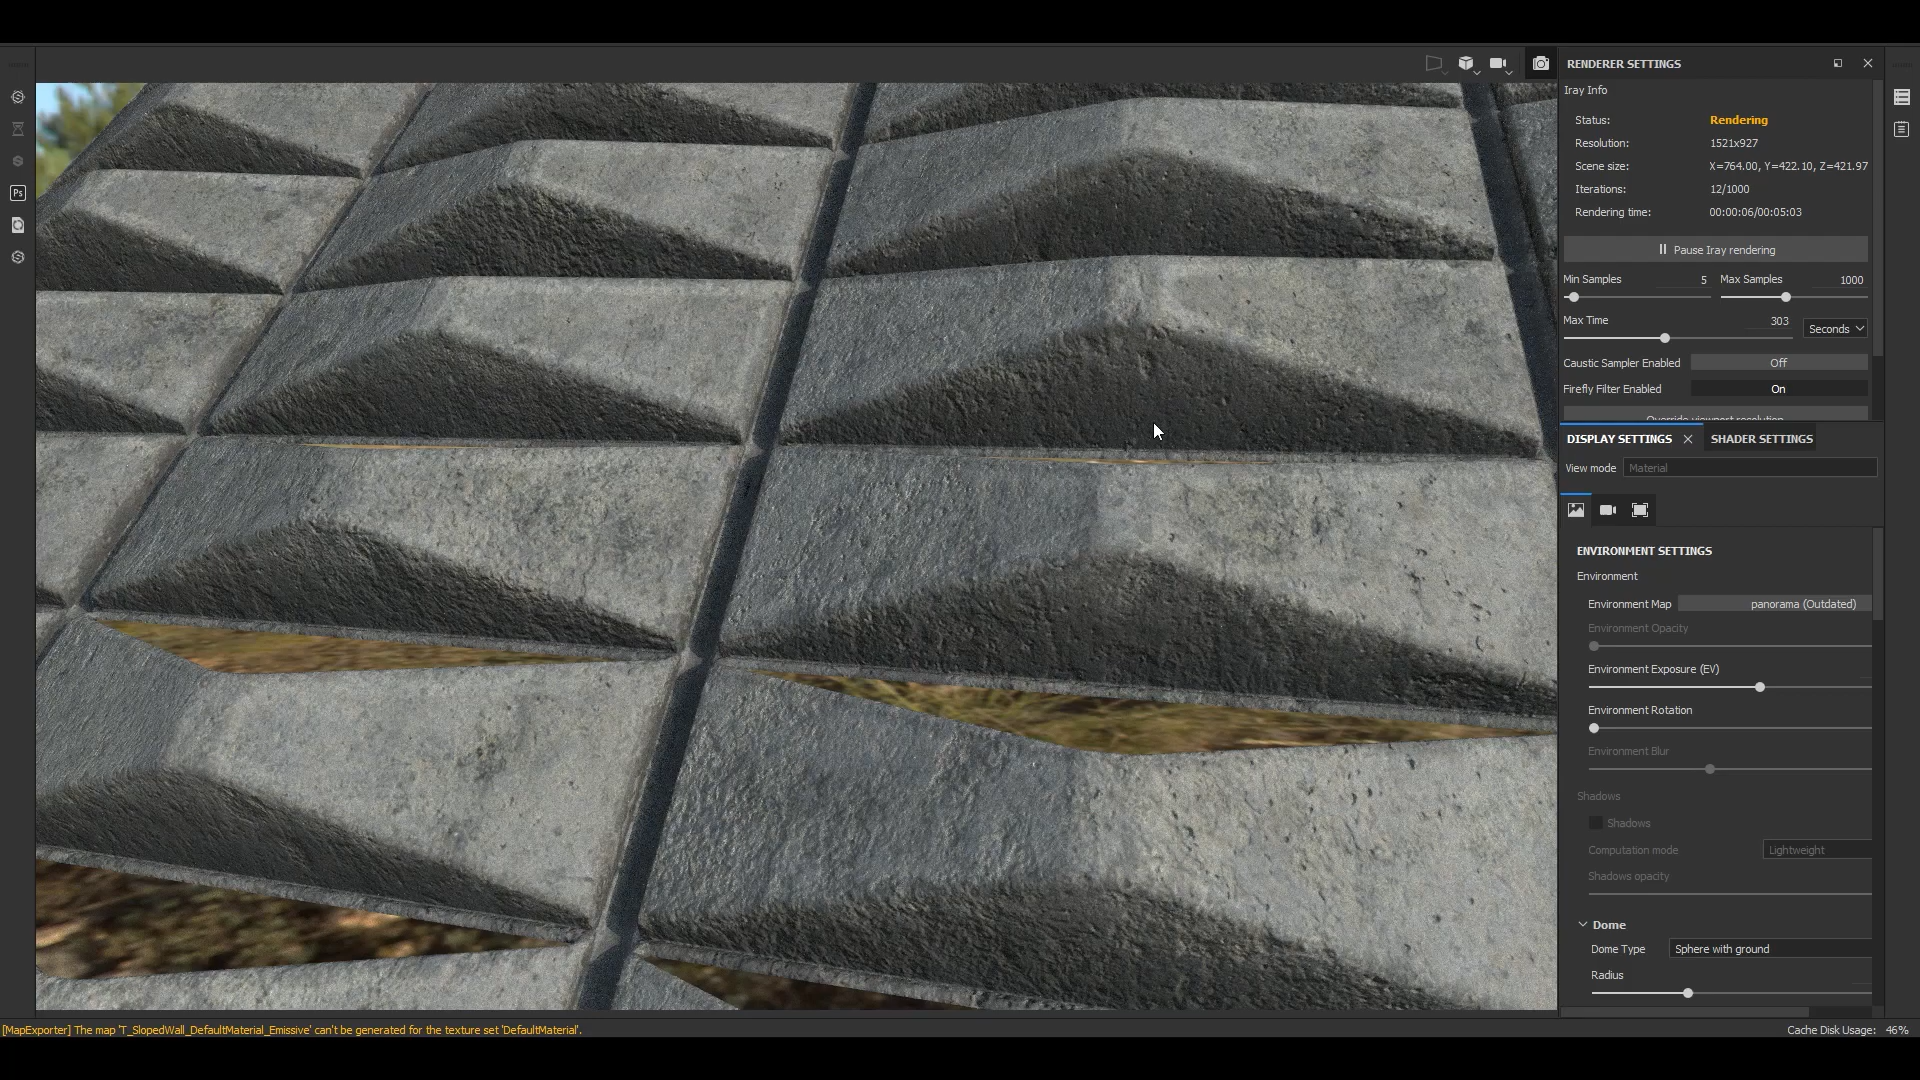 RENDERER SETTINGS
Iray Info
Status: Rendering
Resolution: 1521x927
Scene size: X=764.00, Y=422.10, Z=421.97
Iterations: 12/1000
Rendering time: 00:00:06/00:05:03
Pause Iray rendering
Min Samples 5 Max Samples 1000
Max Time 303 Seconds
Caustic Sampler Enabled Off
Firefly Filter Enabled On
Override viewport resolution
DISPLAY SETTINGS SHADER SETTINGS
View mode Material
Ps
ENVIRONMENT SETTINGS
Environment
Environment Map panorama (Outdated)
Environment Opacity
Environment Exposure (EV)
Environment Rotation
Environment Blur
Shadows
Shadows
Computation mode Lightweight
Shadows opacity
Dome
Dome Type Sphere with ground
Radius
[MapExporter] The map 'T_SlopedWall_DefaultMaterial_Emissive' can't be generated for the texture set 'DefaultMaterial'.
Cache Disk Usage: 46%